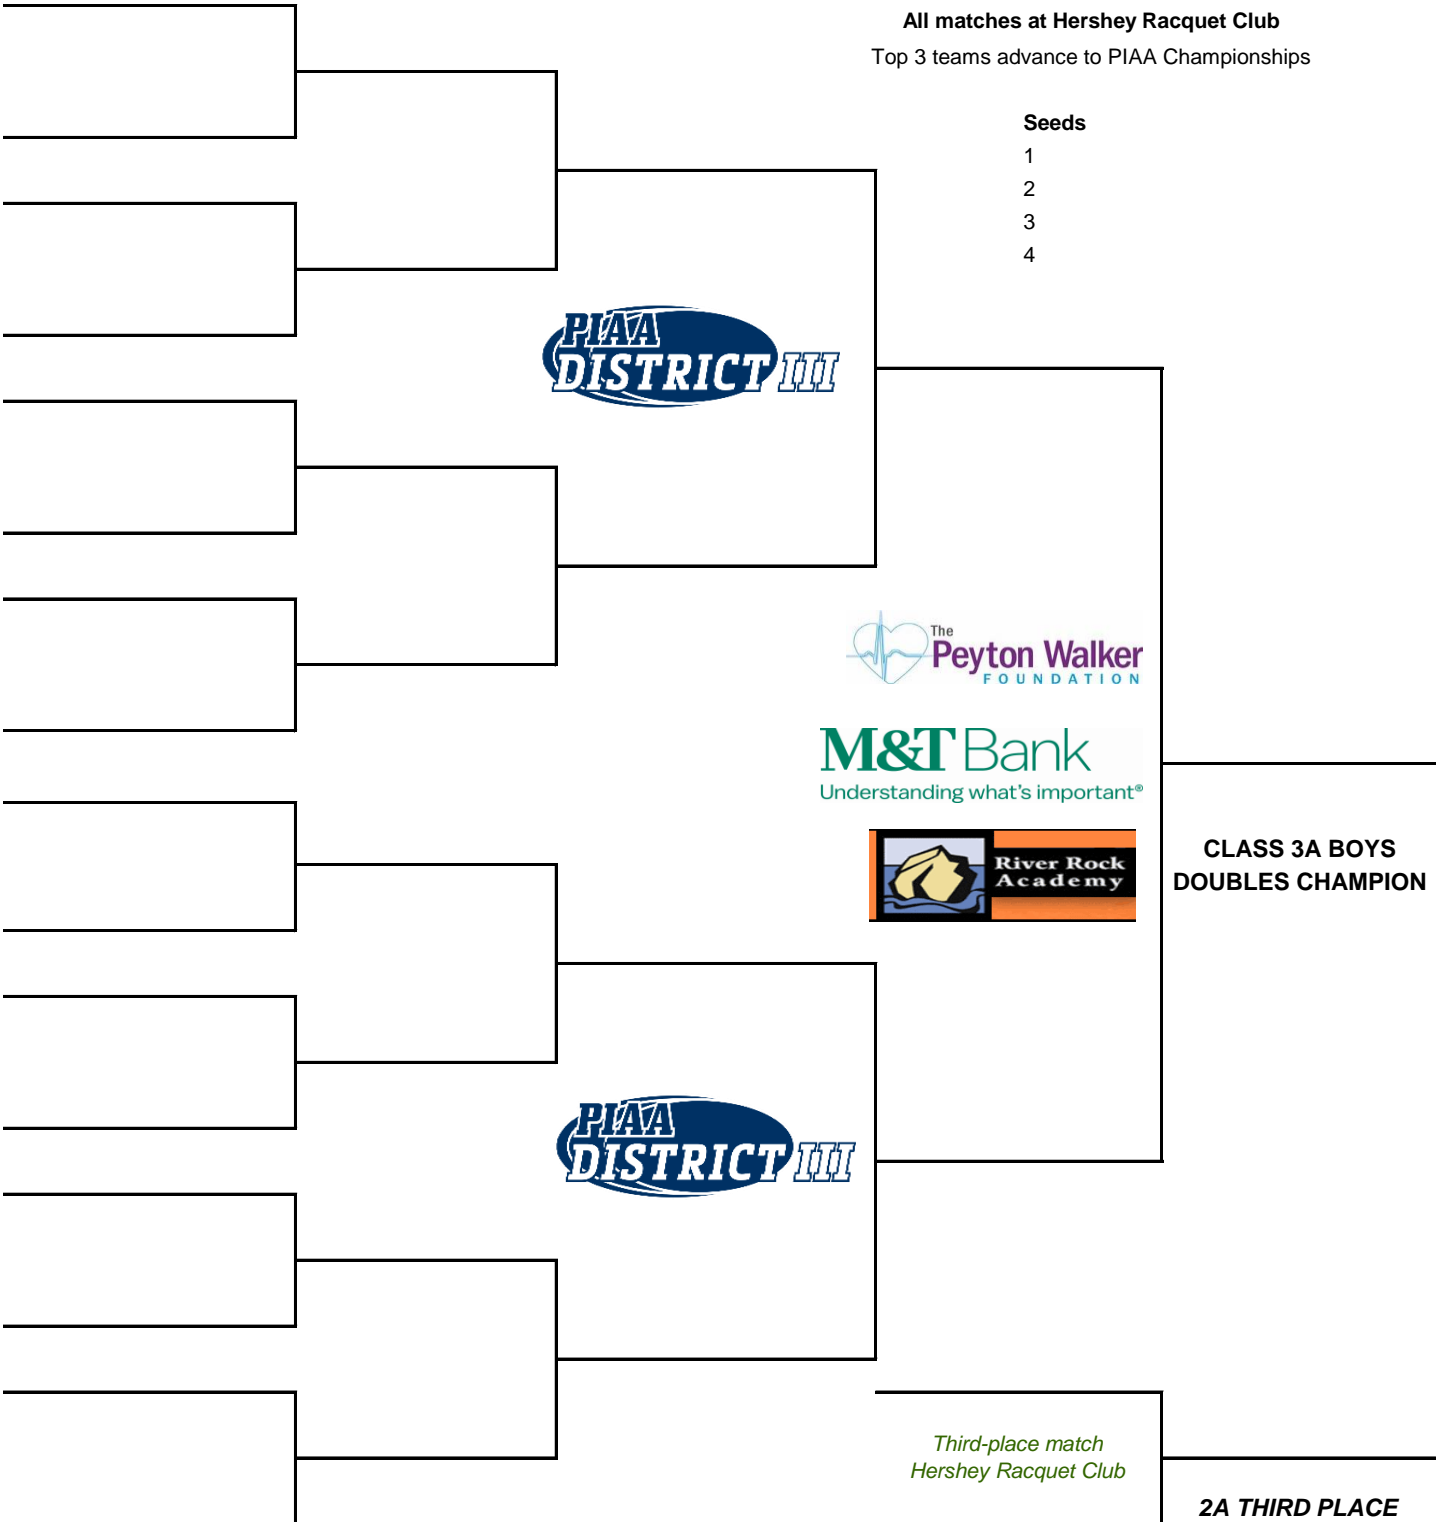 All matches at Hershey Racquet Club
Top 3 teams advance to PIAA Championships
Seeds
1
2
3
4
PIAA
DISTRICT III
The
Peyton Walker
FOUNDATION
M&T Bank
Understanding what's important®
River Rock
Academy
CLASS 3A BOYS
DOUBLES CHAMPION
PIAA
DISTRICT III
Third-place match
Hershey Racquet Club
2A THIRD PLACE